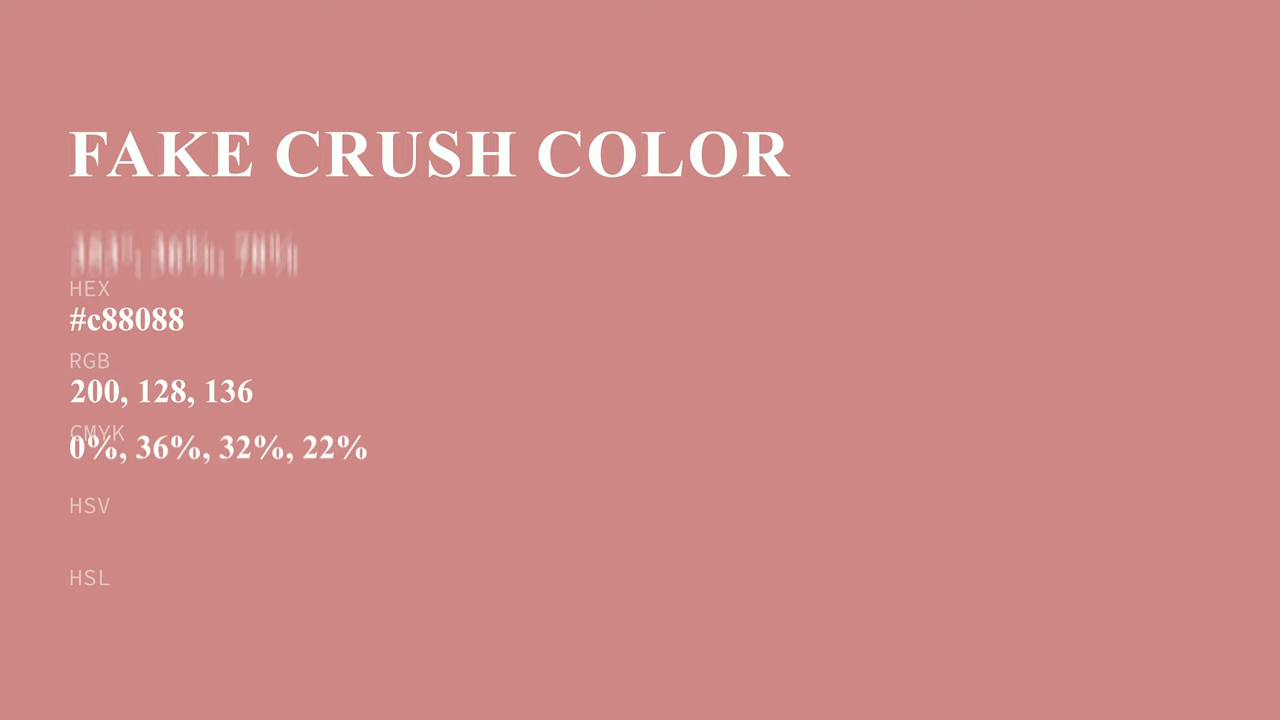 FAKE CRUSH COLOR
HEX
#c88088
RGB
200, 128, 136
CMYK
0%, 36%, 32%, 22%
HSV
HSL